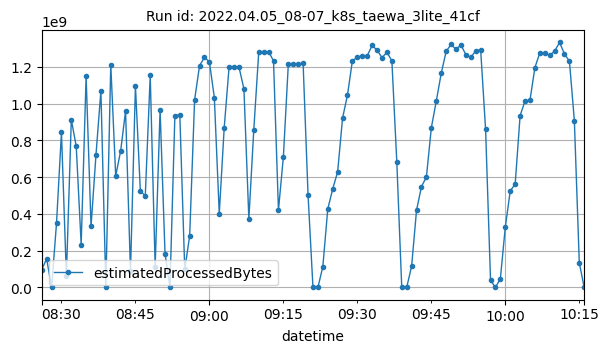 Run id: 2022.04.05_08-07_k8s_taewa_3lite_41cf
1e9
1.2
1.0
0.8
0.6
0.4
0.2
0.0
estimatedProcessedBytes
08:30 08:45 09:00 09:15 09:30 09:45 10:00 10:15
datetime